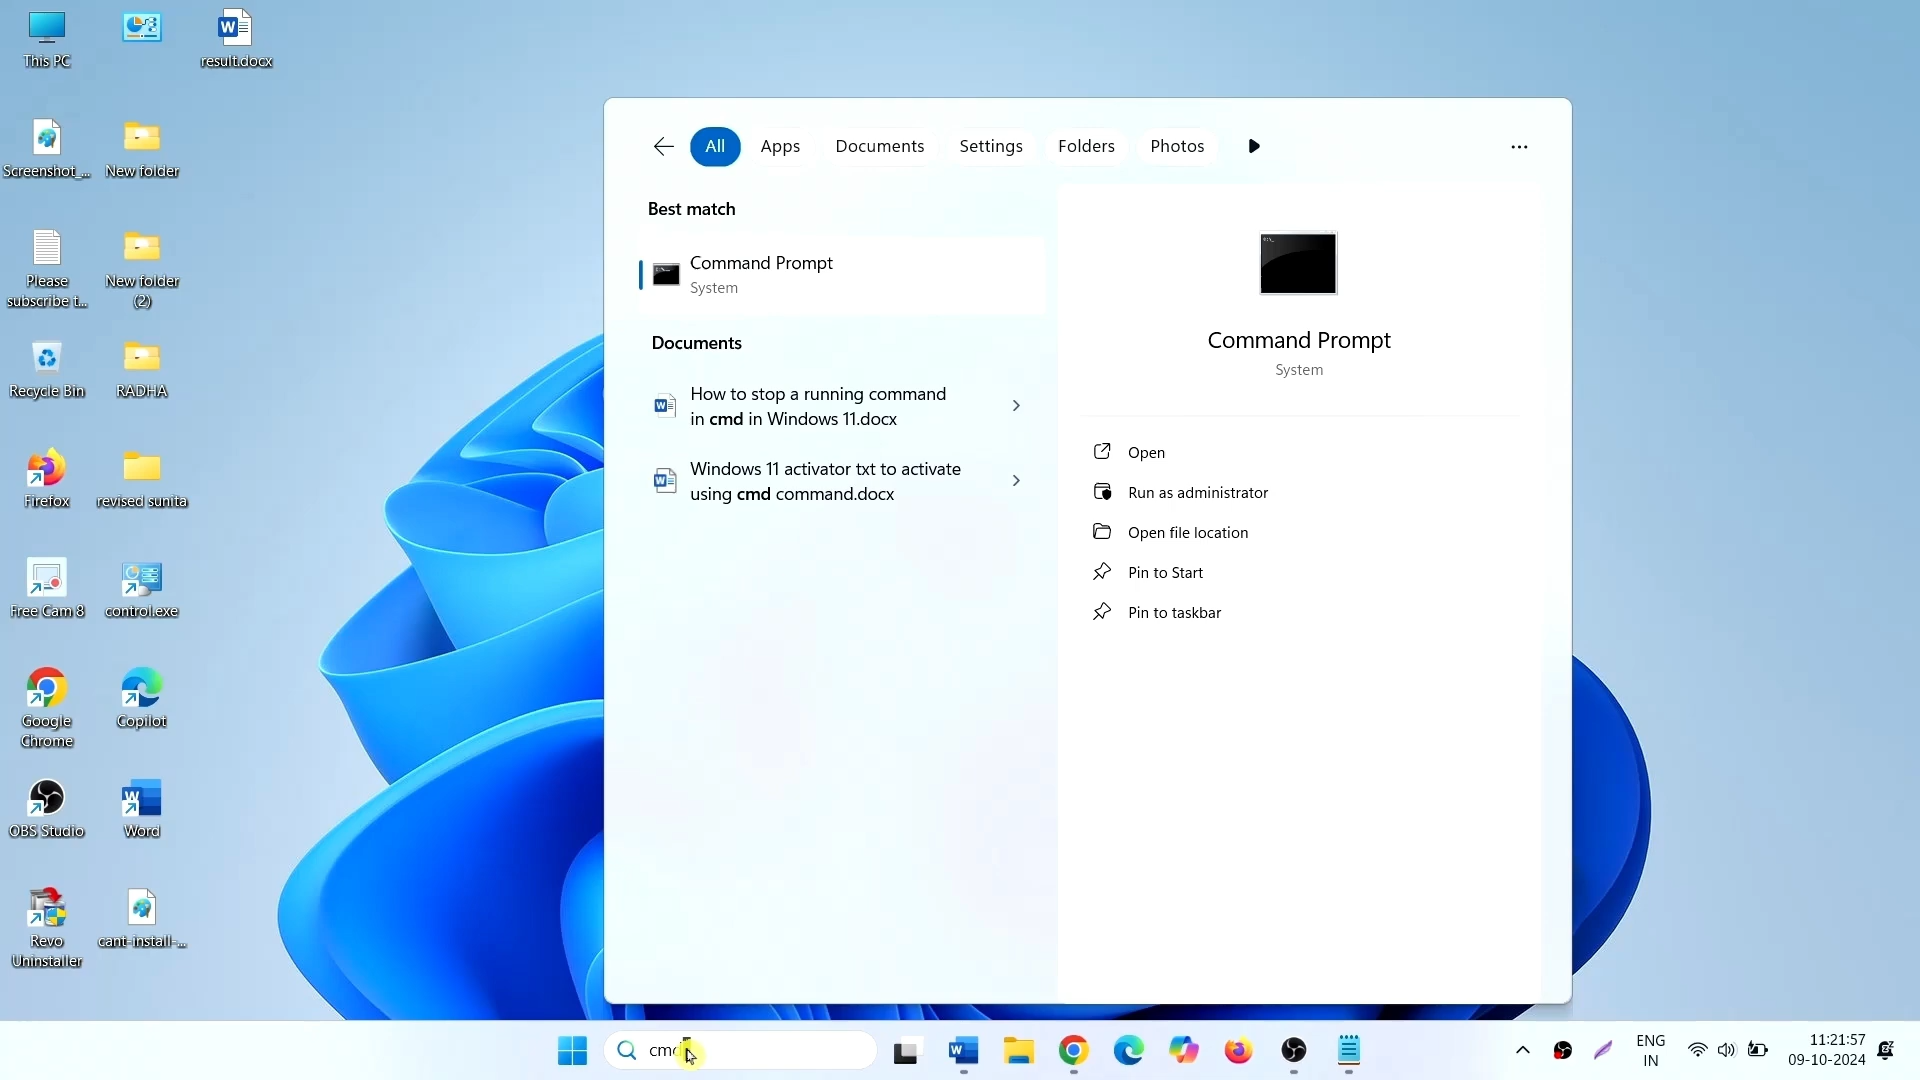 This PC
result.docx
Screenshot_...
New folder
Please
subscribe t...
New folder
(2)
Recycle Bin
RADHA
Firefox
revised sunita
Free Cam 8
control.exe
Google
Chrome
Copilot
OBS Studio
Word
Revo
Uninstaller
cant-install-...
All
Apps
Documents
Settings
Folders
Photos
Best match
Command Prompt
System
Documents
How to stop a running command
in cmd in Windows 11.docx
Windows 11 activator txt to activate
using cmd command.docx
Command Prompt
System
Open
Run as administrator
Open file location
Pin to Start
Pin to taskbar
cmd
ENG
IN
11:21:57
09-10-2024